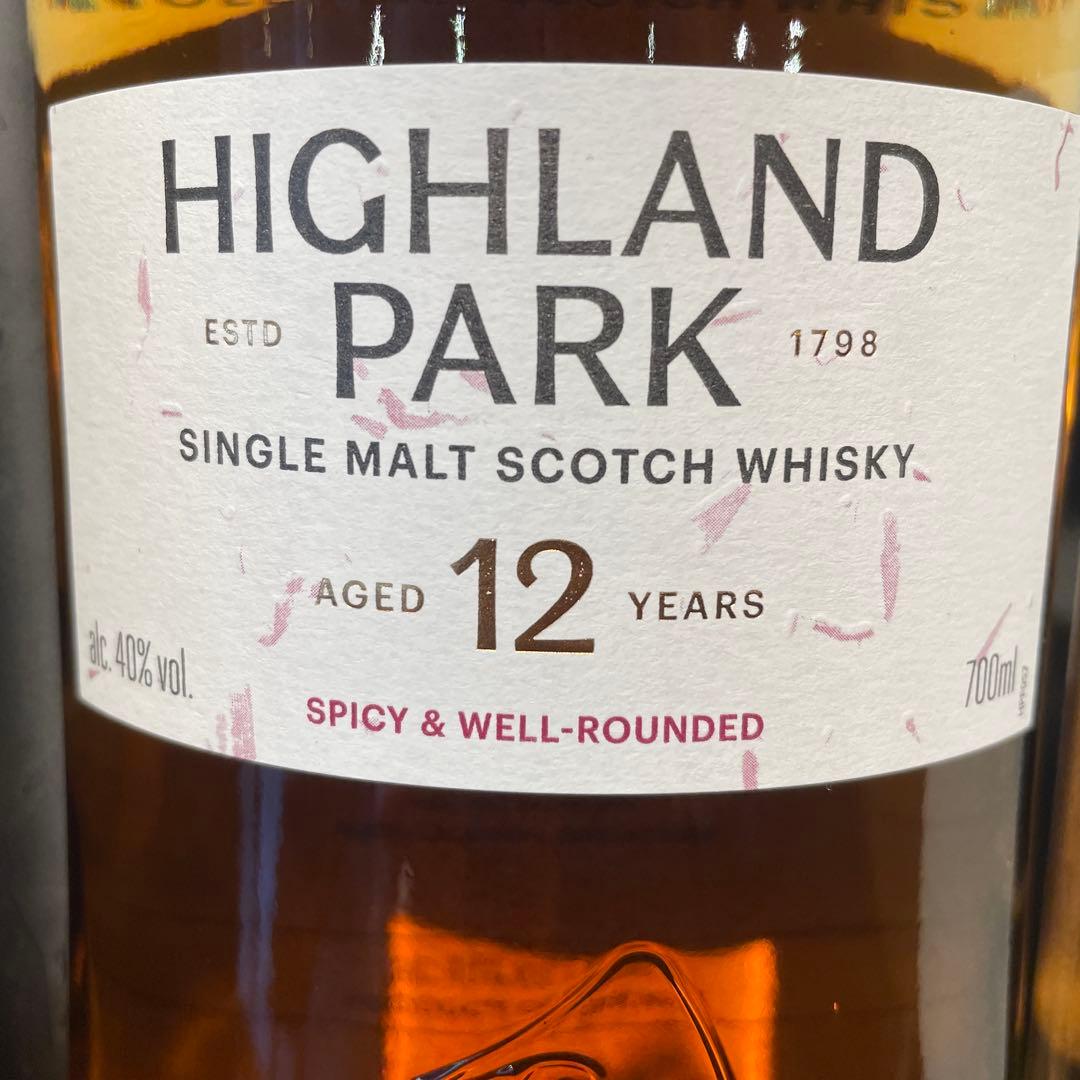 HIGHLAND
PARK
ESTD 1798
SINGLE MALT SCOTCH WHISKY
AGED 12 YEARS
alc. 40% vol.
700ml
SPICY & WELL-ROUNDED